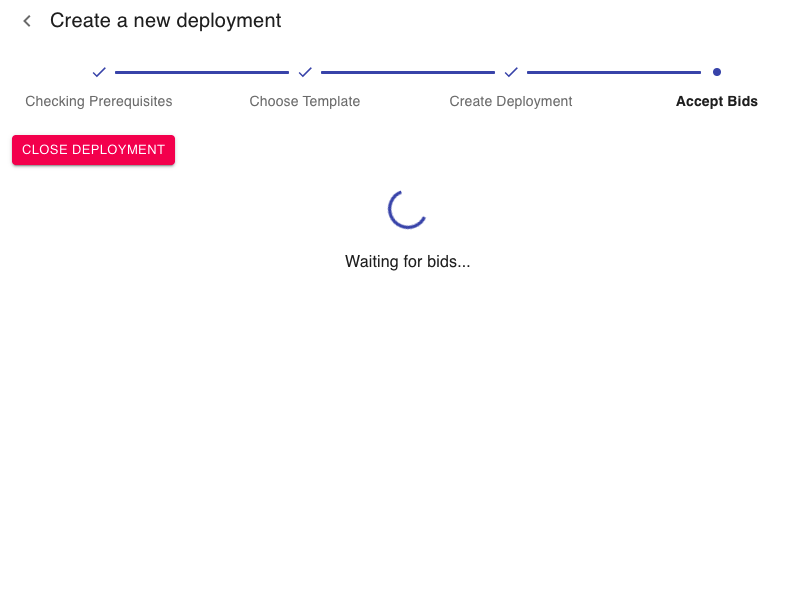 Create a new deployment
Checking Prerequisites
Choose Template
Create Deployment
Accept Bids
CLOSE DEPLOYMENT
Waiting for bids...